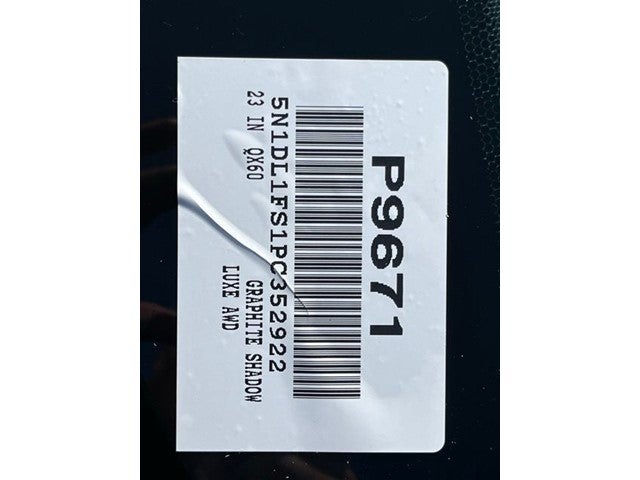 P9671
5N1DL1FS1PC352922
23 IN QX60 GRAPHITE SHADOW
LUXE AWD